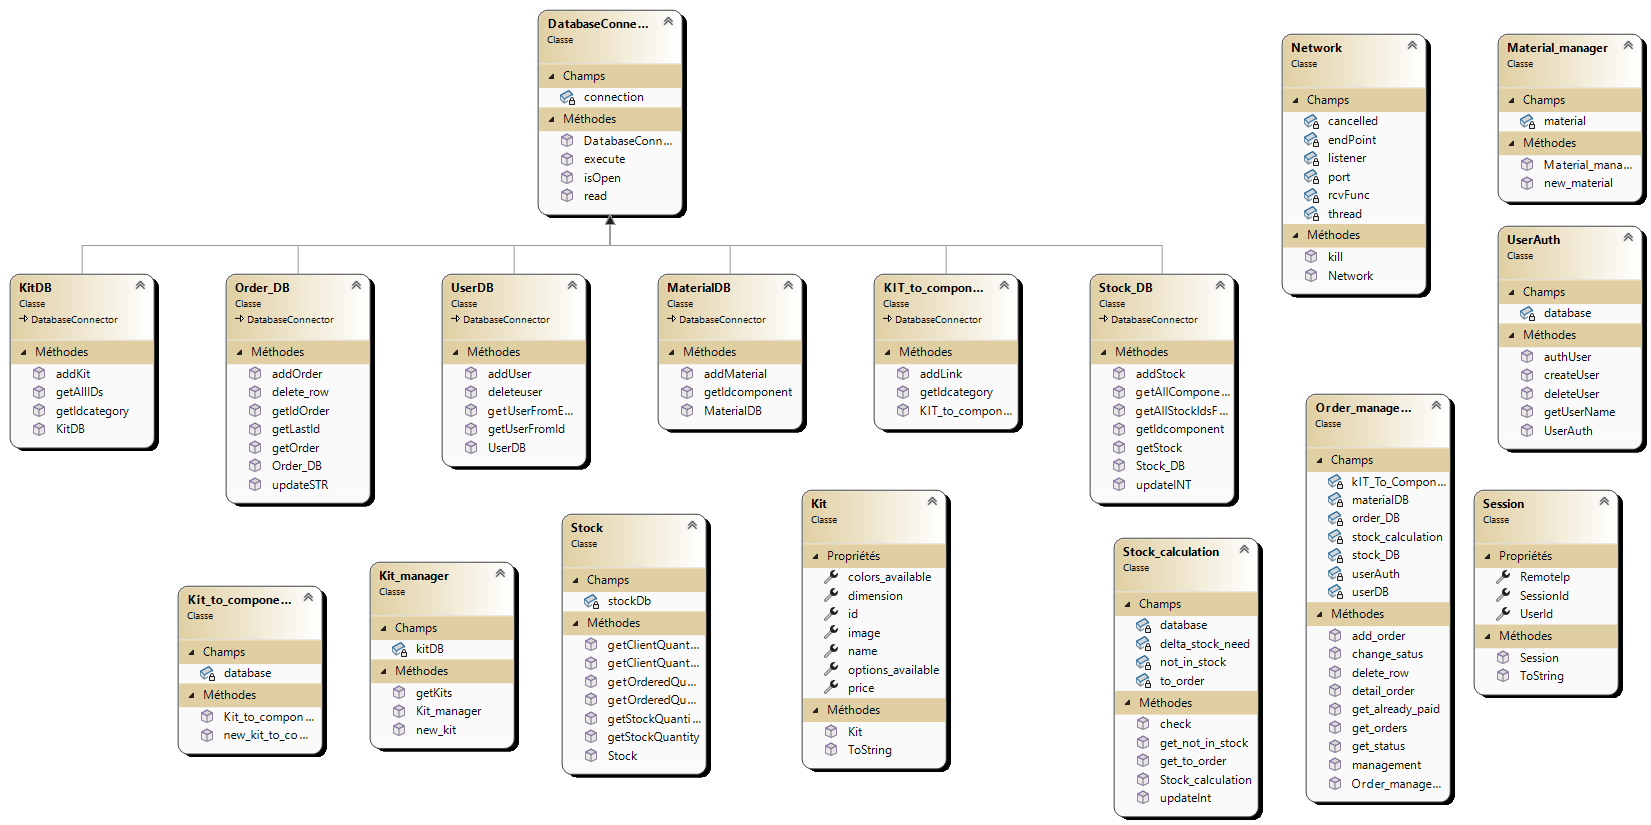 DatabaseConne...
Classe
Champs
connection
Méthodes
DatabaseConn...
execute
isOpen
read
Network
Classe
Champs
cancelled
endPoint
listener
port
rcvFunc
thread
Méthodes
kill
Network
Material_manager
Classe
Champs
material
Méthodes
Material_mana...
new_material
UserAuth
Classe
Champs
database
Méthodes
authUser
createUser
deleteUser
getUserName
UserAuth
KitDB
Classe
DatabaseConnector
Méthodes
addKit
getAllIDs
getIdcategory
KitDB
Order_DB
Classe
DatabaseConnector
Méthodes
addOrder
delete_row
getIdOrder
getLastId
getOrder
Order_DB
updateSTR
UserDB
Classe
DatabaseConnector
Méthodes
addUser
deleteuser
getUserFromE...
getUserFromId
UserDB
MaterialDB
Classe
DatabaseConnector
Méthodes
addMaterial
getIdcomponent
MaterialDB
KIT_to_compon...
Classe
DatabaseConnector
Méthodes
addLink
getIdcategory
KIT_to_compon...
Stock_DB
Classe
DatabaseConnector
Méthodes
addStock
getAllCompone...
getAllStockIdsF...
getIdcomponent
getStock
Stock_DB
updateINT
Order_manage...
Classe
Champs
kIT_To_Compon...
materialDB
order_DB
stock_calculation
stock_DB
userAuth
userDB
Méthodes
add_order
change_satus
delete_row
detail_order
get_already_paid
get_orders
get_status
management
Order_manage...
Session
Classe
Propriétés
RemoteIp
SessionId
UserId
Méthodes
Session
ToString
Kit_to_compone...
Classe
Champs
database
Méthodes
Kit_to_compon...
new_kit_to_co...
Kit_manager
Classe
Champs
kitDB
Méthodes
getKits
Kit_manager
new_kit
Stock
Classe
Champs
stockDb
Méthodes
getClientQuant...
getClientQuant...
getOrderedQu...
getOrderedQu...
getStockQuanti...
getStockQuantity
Stock
Kit
Classe
Propriétés
colors_available
dimension
id
image
name
options_available
price
Méthodes
Kit
ToString
Stock_calculation
Classe
Champs
database
delta_stock_need
not_in_stock
to_order
Méthodes
check
get_not_in_stock
get_to_order
Stock_calculation
updateInt